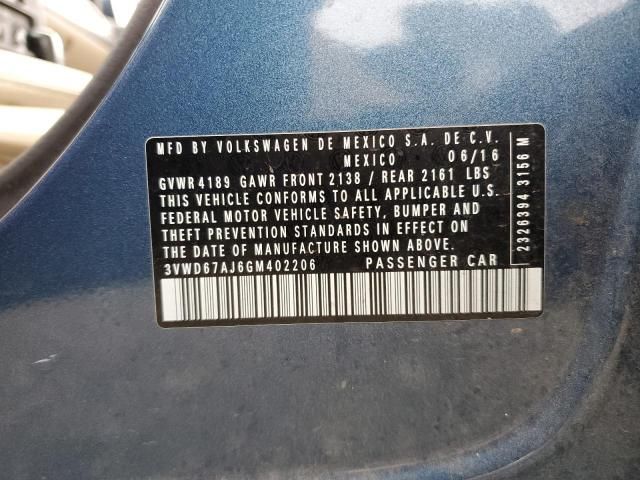 MFD BY VOLKSWAGEN DE MEXICO S.A. DE C.V.
MEXICO 06/16
GVWR 4189 GAWR FRONT 2138 / REAR 2161 LBS
THIS VEHICLE CONFORMS TO ALL APPLICABLE U.S.
FEDERAL MOTOR VEHICLE SAFETY, BUMPER AND
THEFT PREVENTION STANDARDS IN EFFECT ON
THE DATE OF MANUFACTURE SHOWN ABOVE.
3VWD67AJ6GM402206 PASSENGER CAR
2326394 3156 M